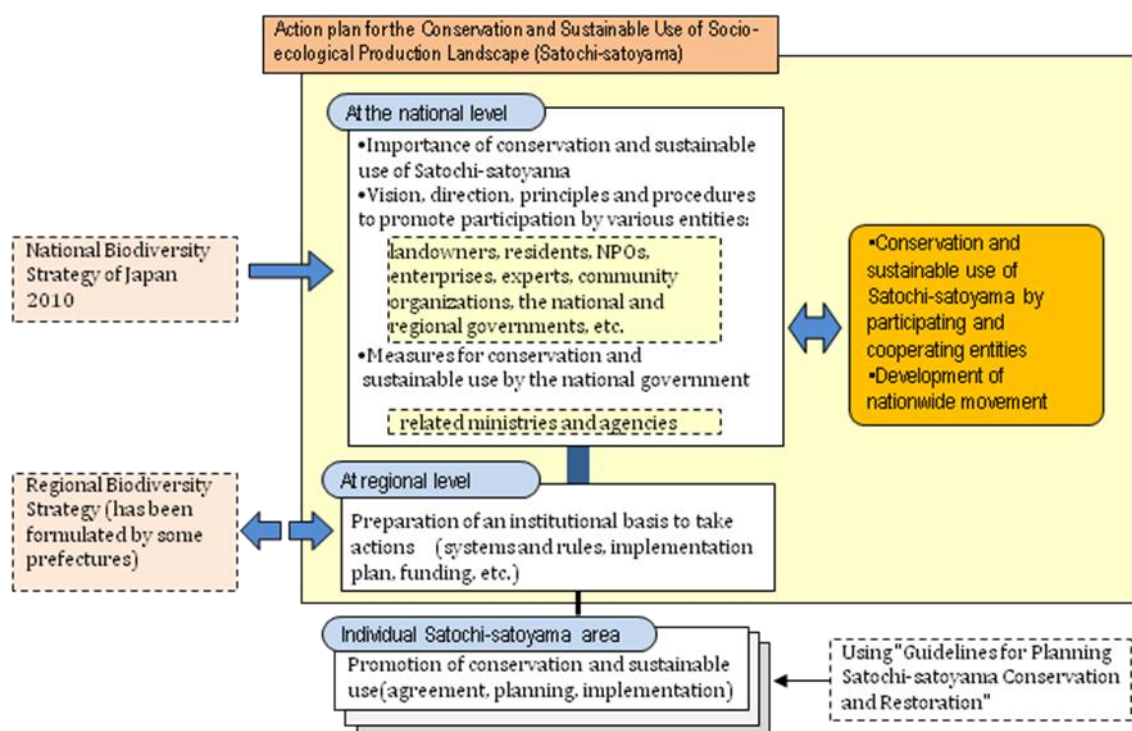 Action plan for the Conservation and Sustainable Use of Socio-
ecological Production Landscape (Satochi-satoyama)
At the national level
•Importance of conservation and sustainable
use of Satochi-satoyama
•Vision, direction, principles and procedures
to promote participation by various entities:
landowners, residents, NPOs,
enterprises, experts, community
organizations, the national and
regional governments, etc.
•Measures for conservation and
sustainable use by the national government
related ministries and agencies
National Biodiversity
Strategy of Japan
2010
•Conservation and
sustainable use of
Satochi-satoyama by
participating and
cooperating entities
•Development of
nationwide movement
Regional Biodiversity
Strategy (has been
formulated by some
prefectures)
At regional level
Preparation of an institutional basis to take
actions (systems and rules, implementation
plan, funding, etc.)
Individual Satochi-satoyama area
Promotion of conservation and sustainable
use(agreement, planning, implementation)
Using "Guidelines for Planning
Satochi-satoyama Conservation
and Restoration"